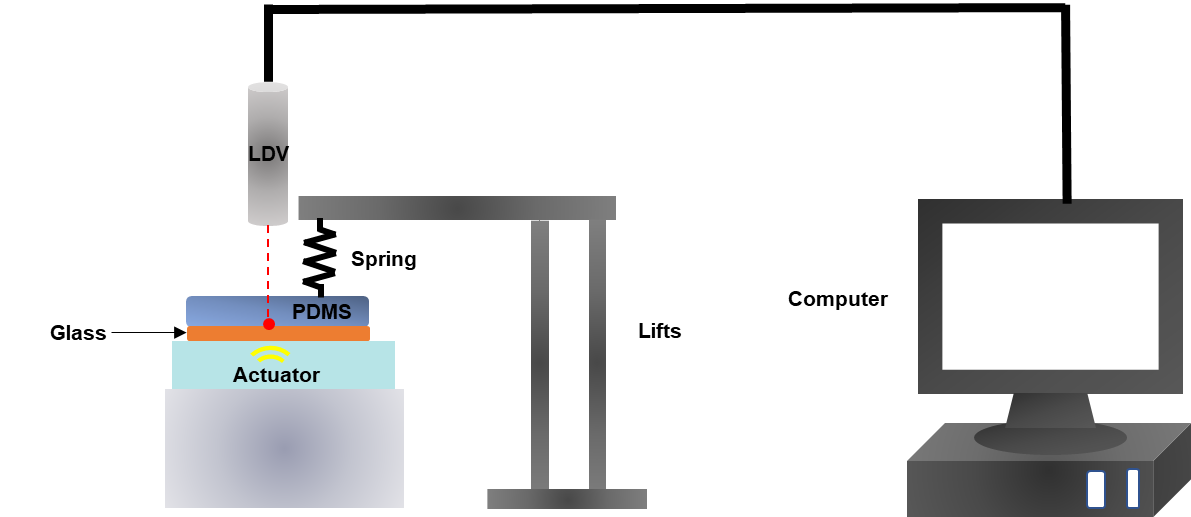 LDV
Spring
PDMS
Computer
Glass
Lifts
Actuator